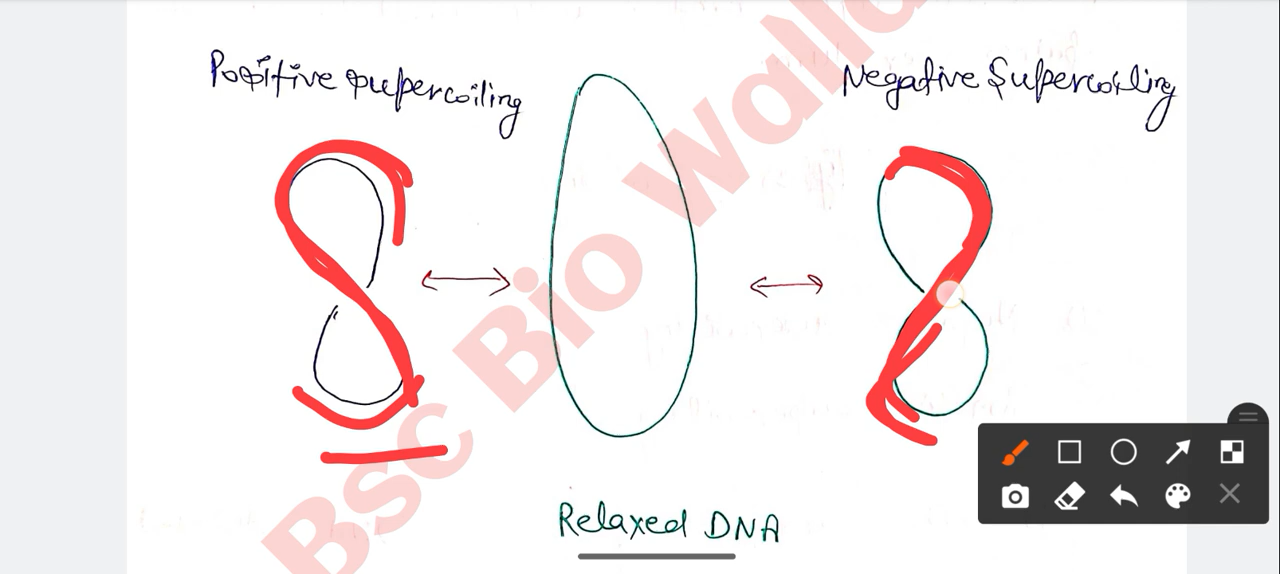 Positive supercoiling
Negative Supercoiling
Bsc Bio Walla
Relaxed DNA